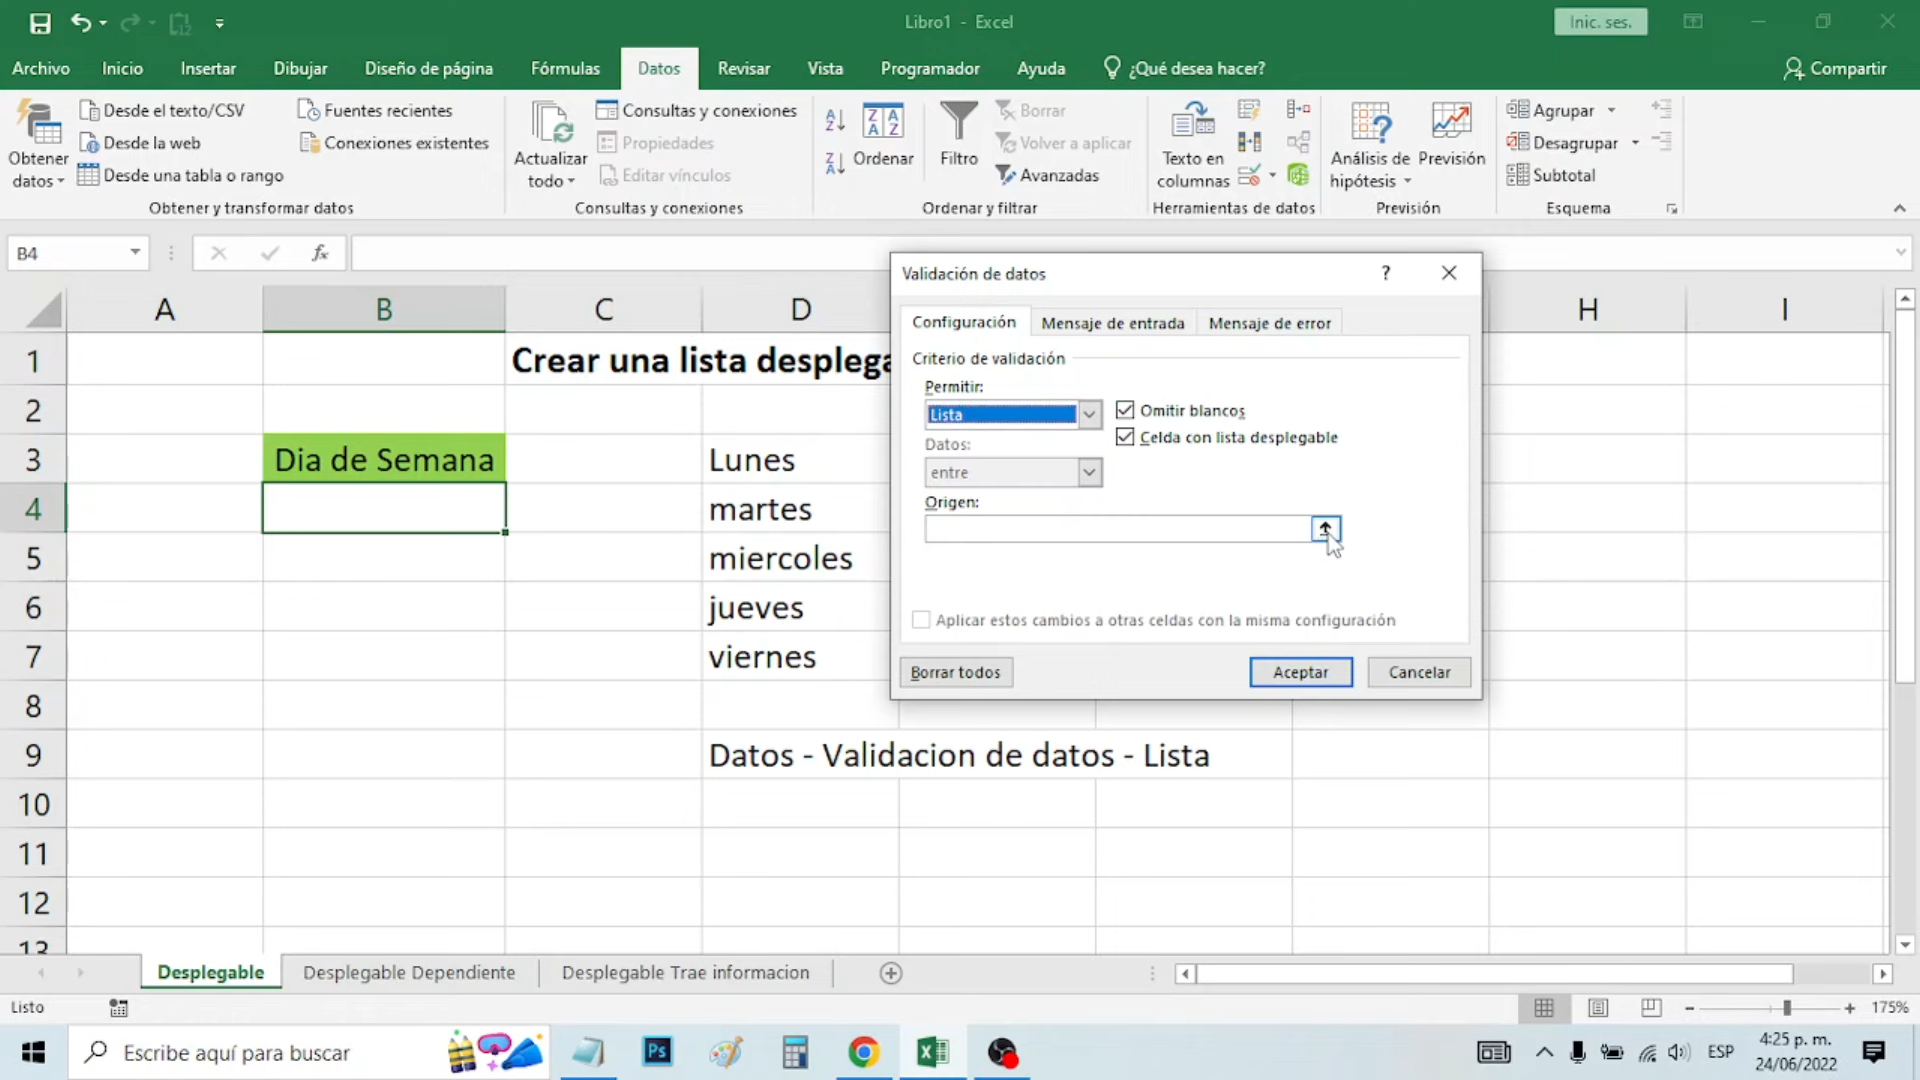 Libro1 - Excel
Inic. ses.
Archivo
Inicio
Insertar
Dibujar
Diseño de página
Fórmulas
Datos
Revisar
Vista
Programador
Ayuda
¿Qué desea hacer?
Compartir
Obtener
datos
Desde el texto/CSV
Desde la web
Desde una tabla o rango
Fuentes recientes
Conexiones existentes
Obtener y transformar datos
Actualizar
todo
Consultas y conexiones
Propiedades
Editar vínculos
Consultas y conexiones
Ordenar
Filtro
Borrar
Volver a aplicar
Avanzadas
Ordenar y filtrar
Texto en
columnas
Herramientas de datos
Análisis de
hipótesis
Previsión
Previsión
Agrupar
Desagrupar
Subtotal
Esquema
B4
fx
A B C D H I
1 Crear una lista desplega
2
3 Dia de Semana Lunes
4 martes
5 miercoles
6 jueves
7 viernes
8
9 Datos - Validacion de datos - Lista
10
11
12
13
Validación de datos
?
Configuración
Mensaje de entrada
Mensaje de error
Criterio de validación
Permitir:
Lista
Omitir blancos
Celda con lista desplegable
Datos:
entre
Origen:
Aplicar estos cambios a otras celdas con la misma configuración
Borrar todos
Aceptar
Cancelar
Desplegable
Desplegable Dependiente
Desplegable Trae informacion
Listo
175%
Escribe aquí para buscar
Ps
ESP
4:25 p. m.
24/06/2022